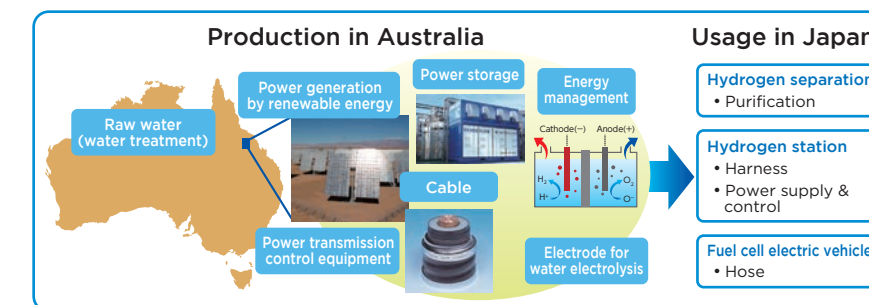 Production in Australia
Usage in Japan
Raw water
(water treatment)
Power generation
by renewable energy
Power storage
Energy
management
Cathode(−) Anode(+)
H₂
H⁺
O₂
O⁻
Cable
Power transmission
control equipment
Electrode for
water electrolysis
Hydrogen separation
• Purification
Hydrogen station
• Harness
• Power supply &
control
Fuel cell electric vehicle
• Hose